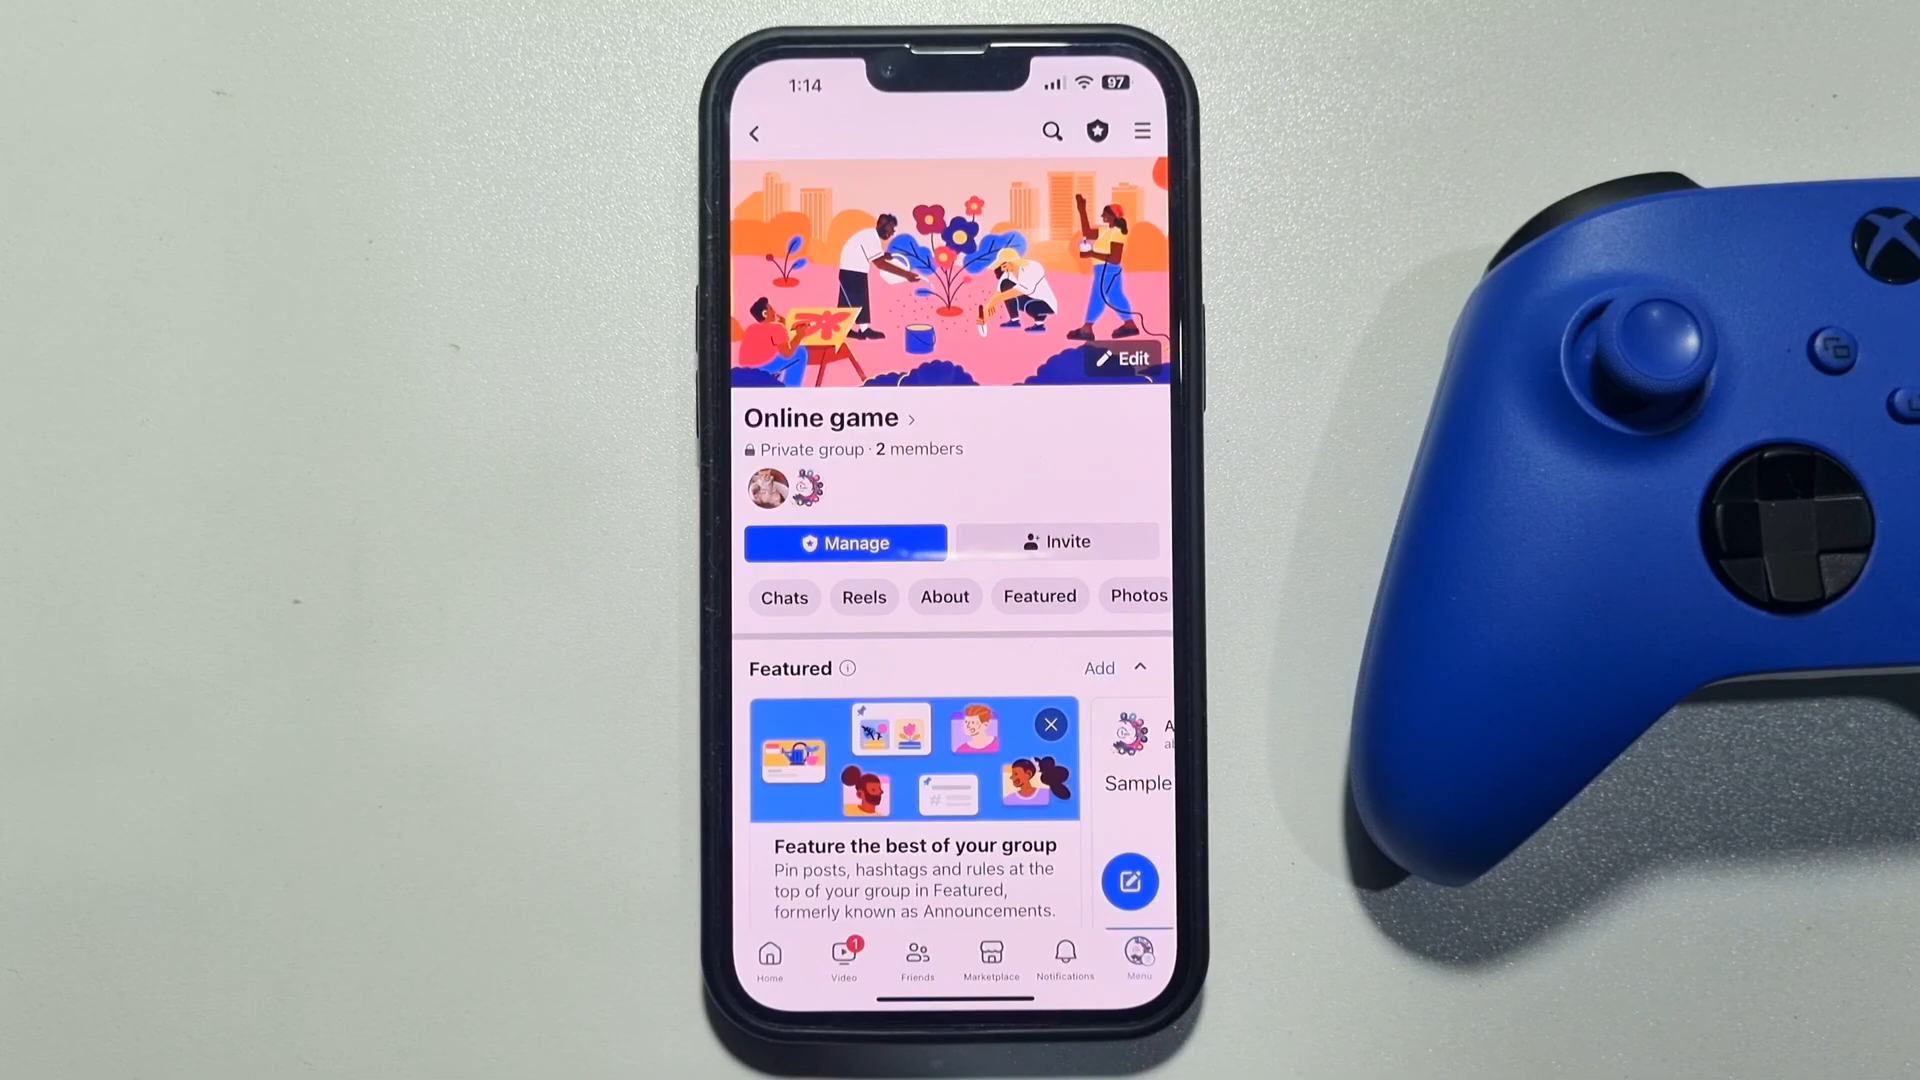 1:14
97
Edit
Online game
Private group · 2 members
Manage
Invite
Chats
Reels
About
Featured
Photos
Featured
Add
Sample
Feature the best of your group
Pin posts, hashtags and rules at the
top of your group in Featured,
formerly known as Announcements.
1
Home
Video
Friends
Marketplace
Notifications
Menu